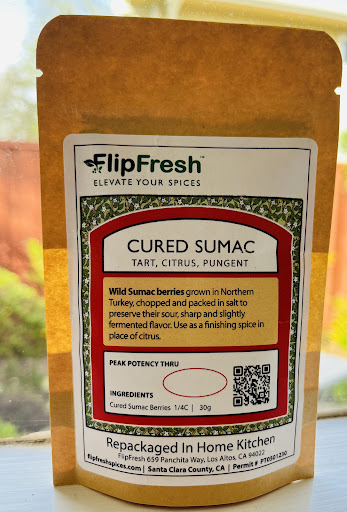 FlipFresh™
ELEVATE YOUR SPICES
CURED SUMAC
TART, CITRUS, PUNGENT
Wild Sumac berries grown in Northern
Turkey, chopped and packed in salt to
preserve their sour, sharp and slightly
fermented flavor. Use as a finishing spice in
place of citrus.
PEAK POTENCY THRU
INGREDIENTS
Cured Sumac Berries 1/4C | 30g
Repackaged In Home Kitchen
FlipFresh 659 Panchita Way, Los Altos, CA 94022
flipfreshspices.com | Santa Clara County, CA | Permit # PT0501230